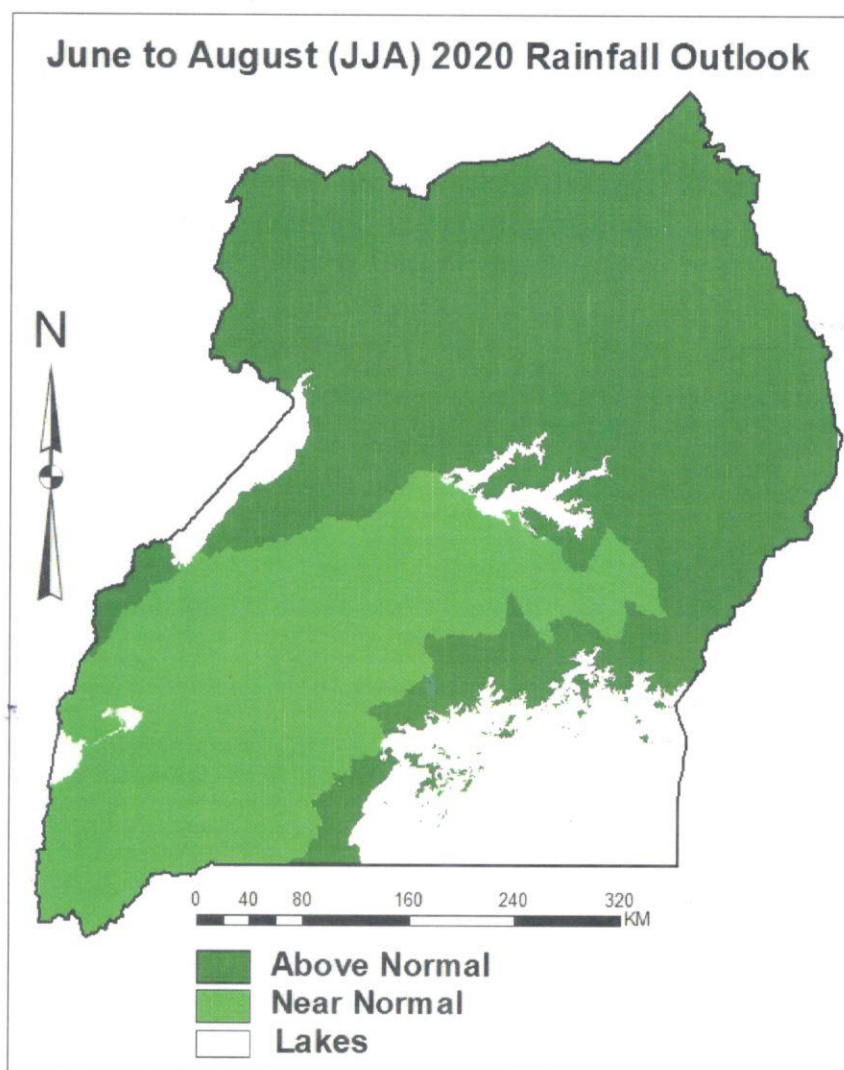 June to August (JJA) 2020 Rainfall Outlook
N
0 40 80 160 240 320
KM
Above Normal
Near Normal
Lakes